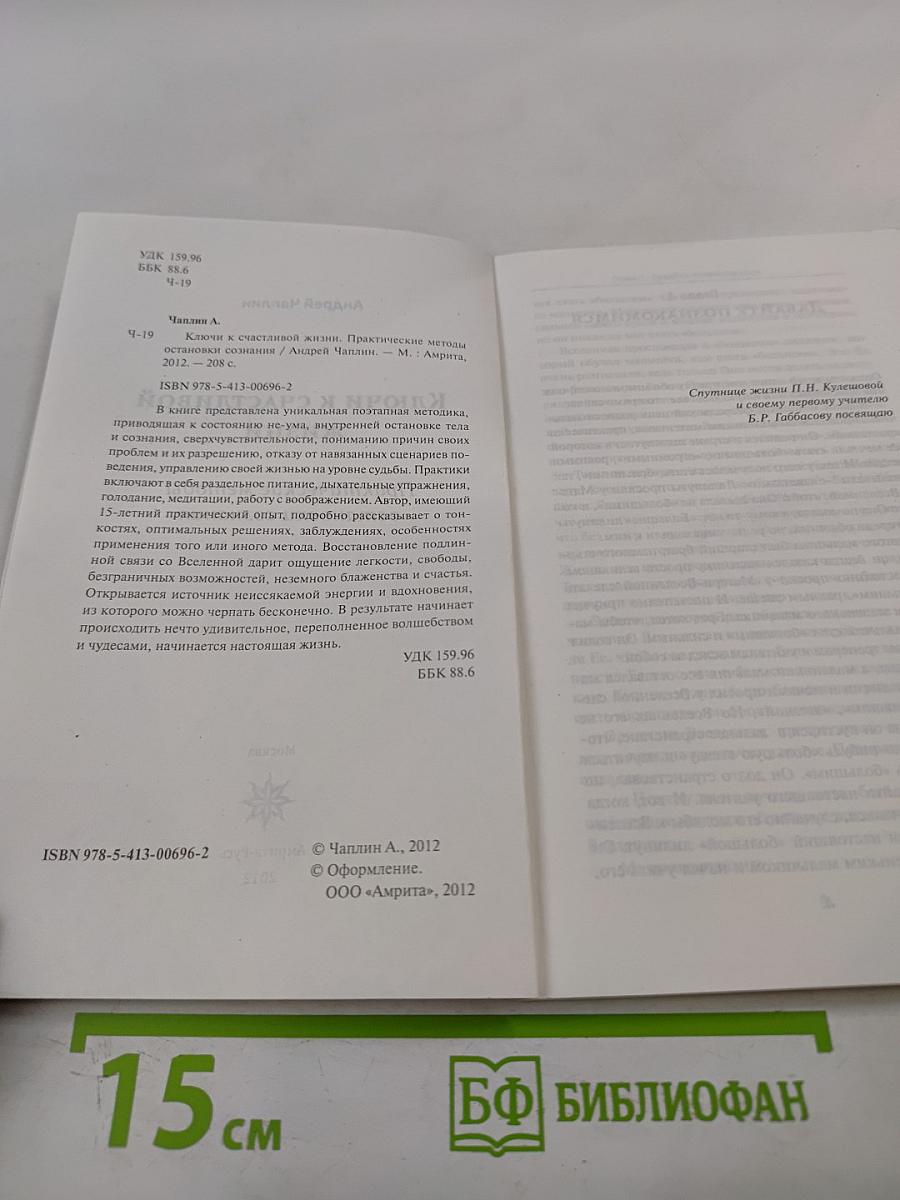 УДК 159.96
ББК 88.6
Ч-19
Чаплин А.
Ч-19 Ключи к счастливой жизни. Практические методы
остановки сознания / Андрей Чаплин. — М. : Амрита,
2012. — 208 с.
ISBN 978-5-413-00696-2
В книге представлена уникальная поэтапная методика,
приводящая к состоянию не-ума, внутренней остановке тела
и сознания, сверхчувствительности, пониманию причин своих
проблем и их разрешению, отказу от навязанных сценариев по-
ведения, управлению своей жизнью на уровне судьбы. Практики
включают в себя раздельное питание, дыхательные упражнения,
голодание, медитации, работу с воображением. Автор, имеющий
15-летний практический опыт, подробно рассказывает о тон-
костях, оптимальных решениях, заблуждениях, особенностях
применения того или иного метода. Восстановление подлин-
ной связи со Вселенной дарит ощущение легкости, свободы,
безграничных возможностей, неземного блаженства и счастья.
Открывается источник неиссякаемой энергии и вдохновения,
из которого можно черпать бесконечно. В результате начинает
происходить нечто удивительное, переполненное волшебством
и чудесами, начинается настоящая жизнь.
УДК 159.96
ББК 88.6
ISBN 978-5-413-00696-2
© Чаплин А., 2012
© Оформление.
ООО «Амрита», 2012
Спутнице жизни П.Н. Кулешовой
и своему первому учителю
Б.Р. Габбасову посвящаю
15 см
БФ БИБЛИОФАН